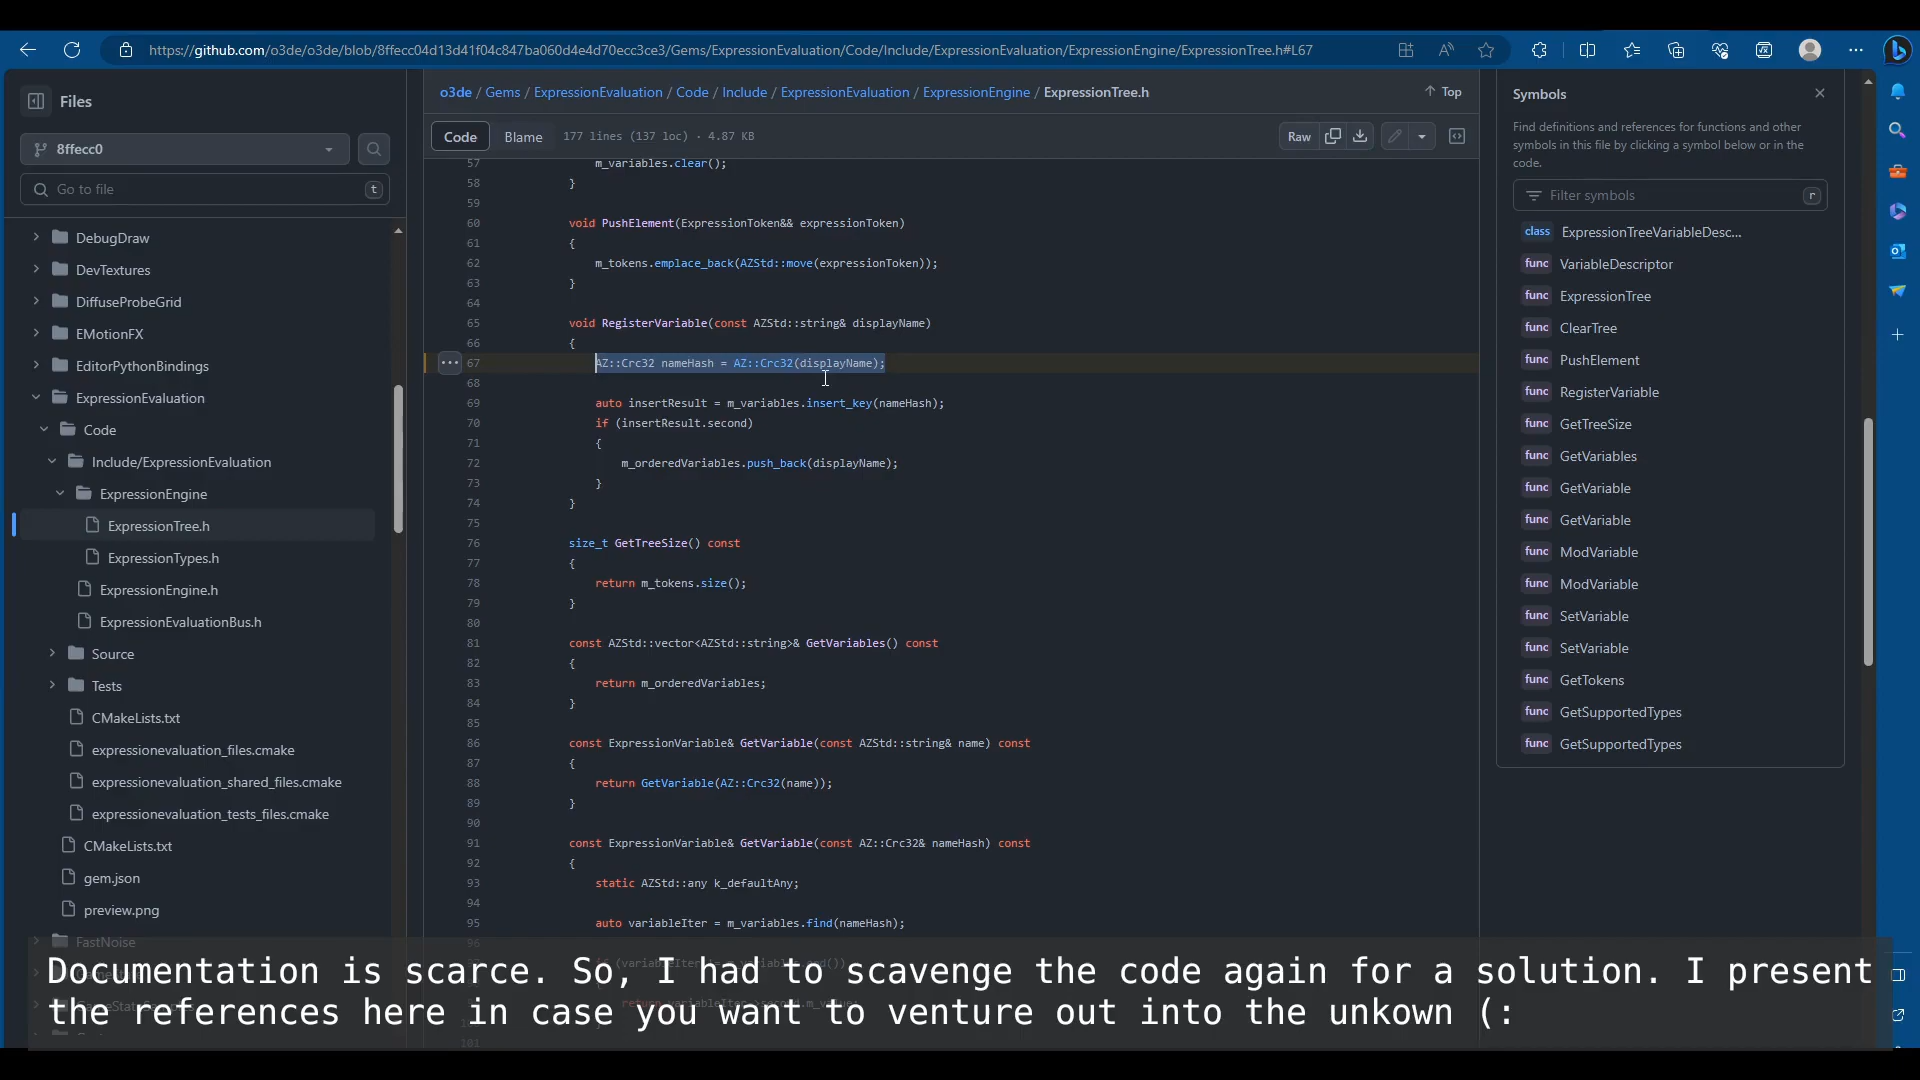 https://github.com/o3de/o3de/blob/8ffecc04d13d41f04c847ba060d4e4d70ecc3ce3/Gems/ExpressionEvaluation/Code/Include/ExpressionEvaluation/ExpressionEngine/ExpressionTree.h#L67
Files
8ffecc0
Go to file
t
DebugDraw
DevTextures
DiffuseProbeGrid
EMotionFX
EditorPythonBindings
ExpressionEvaluation
Code
Include/ExpressionEvaluation
ExpressionEngine
ExpressionTree.h
ExpressionTypes.h
ExpressionEngine.h
ExpressionEvaluationBus.h
Source
Tests
CMakeLists.txt
expressionevaluation_files.cmake
expressionevaluation_shared_files.cmake
expressionevaluation_tests_files.cmake
CMakeLists.txt
gem.json
preview.png
FastNoise
o3de / Gems / ExpressionEvaluation / Code / Include / ExpressionEvaluation / ExpressionEngine / ExpressionTree.h
Top
Code Blame 177 lines (137 loc) · 4.87 KB
Raw
57 m_variables.clear();
58 }
59
60 void PushElement(ExpressionToken&& expressionToken)
61 {
62 m_tokens.emplace_back(AZStd::move(expressionToken));
63 }
64
65 void RegisterVariable(const AZStd::string& displayName)
66 {
67 AZ::Crc32 nameHash = AZ::Crc32(displayName);
68
69 auto insertResult = m_variables.insert_key(nameHash);
70 if (insertResult.second)
71 {
72 m_orderedVariables.push_back(displayName);
73 }
74 }
75
76 size_t GetTreeSize() const
77 {
78 return m_tokens.size();
79 }
80
81 const AZStd::vector<AZStd::string>& GetVariables() const
82 {
83 return m_orderedVariables;
84 }
85
86 const ExpressionVariable& GetVariable(const AZStd::string& name) const
87 {
88 return GetVariable(AZ::Crc32(name));
89 }
90
91 const ExpressionVariable& GetVariable(const AZ::Crc32& nameHash) const
92 {
93 static AZStd::any k_defaultAny;
94
95 auto variableIter = m_variables.find(nameHash);
96
101
Symbols
Find definitions and references for functions and other
symbols in this file by clicking a symbol below or in the
code.
Filter symbols
r
class ExpressionTreeVariableDesc...
func VariableDescriptor
func ExpressionTree
func ClearTree
func PushElement
func RegisterVariable
func GetTreeSize
func GetVariables
func GetVariable
func GetVariable
func ModVariable
func ModVariable
func SetVariable
func SetVariable
func GetTokens
func GetSupportedTypes
func GetSupportedTypes
Documentation is scarce. So, I had to scavenge the code again for a solution. I present
the references here in case you want to venture out into the unkown (: